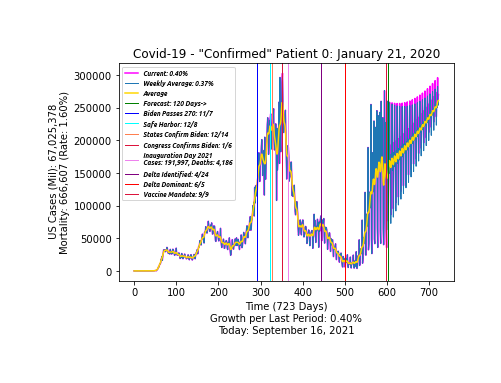 Covid-19 - "Confirmed" Patient 0: January 21, 2020
US Cases (Mil): 67,025,378
Mortality: 666,607 (Rate: 1.60%)
300000
250000
200000
150000
100000
50000
0
Current: 0.40%
Weekly Average: 0.37%
Average
Forecast: 120 Days->
Biden Passes 270: 11/7
Safe Harbor: 12/8
States Confirm Biden: 12/14
Congress Confirms Biden: 1/6
Inauguration Day 2021
Cases: 191,997, Deaths: 4,186
Delta Identified: 4/24
Delta Dominant: 6/5
Vaccine Mandate: 9/9
0 100 200 300 400 500 600 700
Time (723 Days)
Growth per Last Period: 0.40%
Today: September 16, 2021